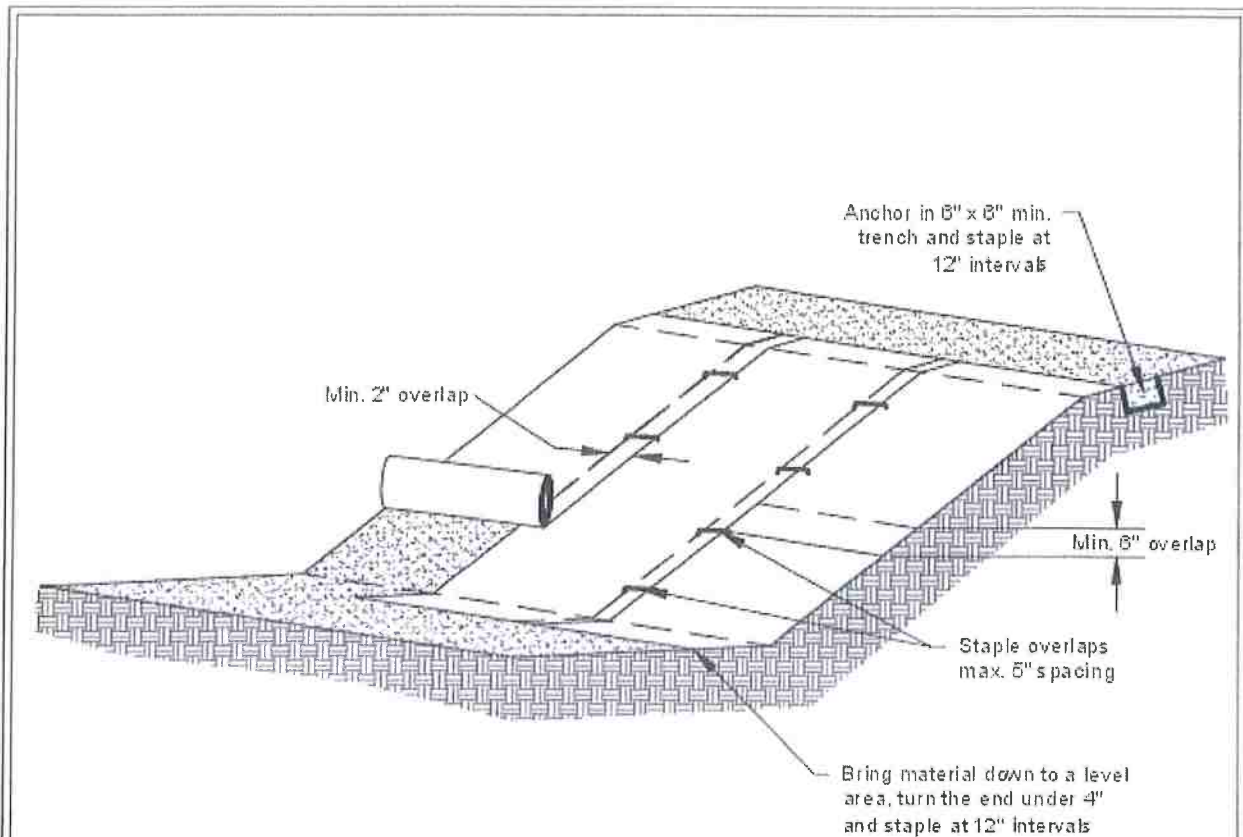 Anchor in 6" x 6" min.
trench and staple at
12" intervals
Min. 2" overlap
Min. 6" overlap
Staple overlaps
max. 5" spacing
Bring material down to a level
area, turn the end under 4"
and staple at 12" intervals